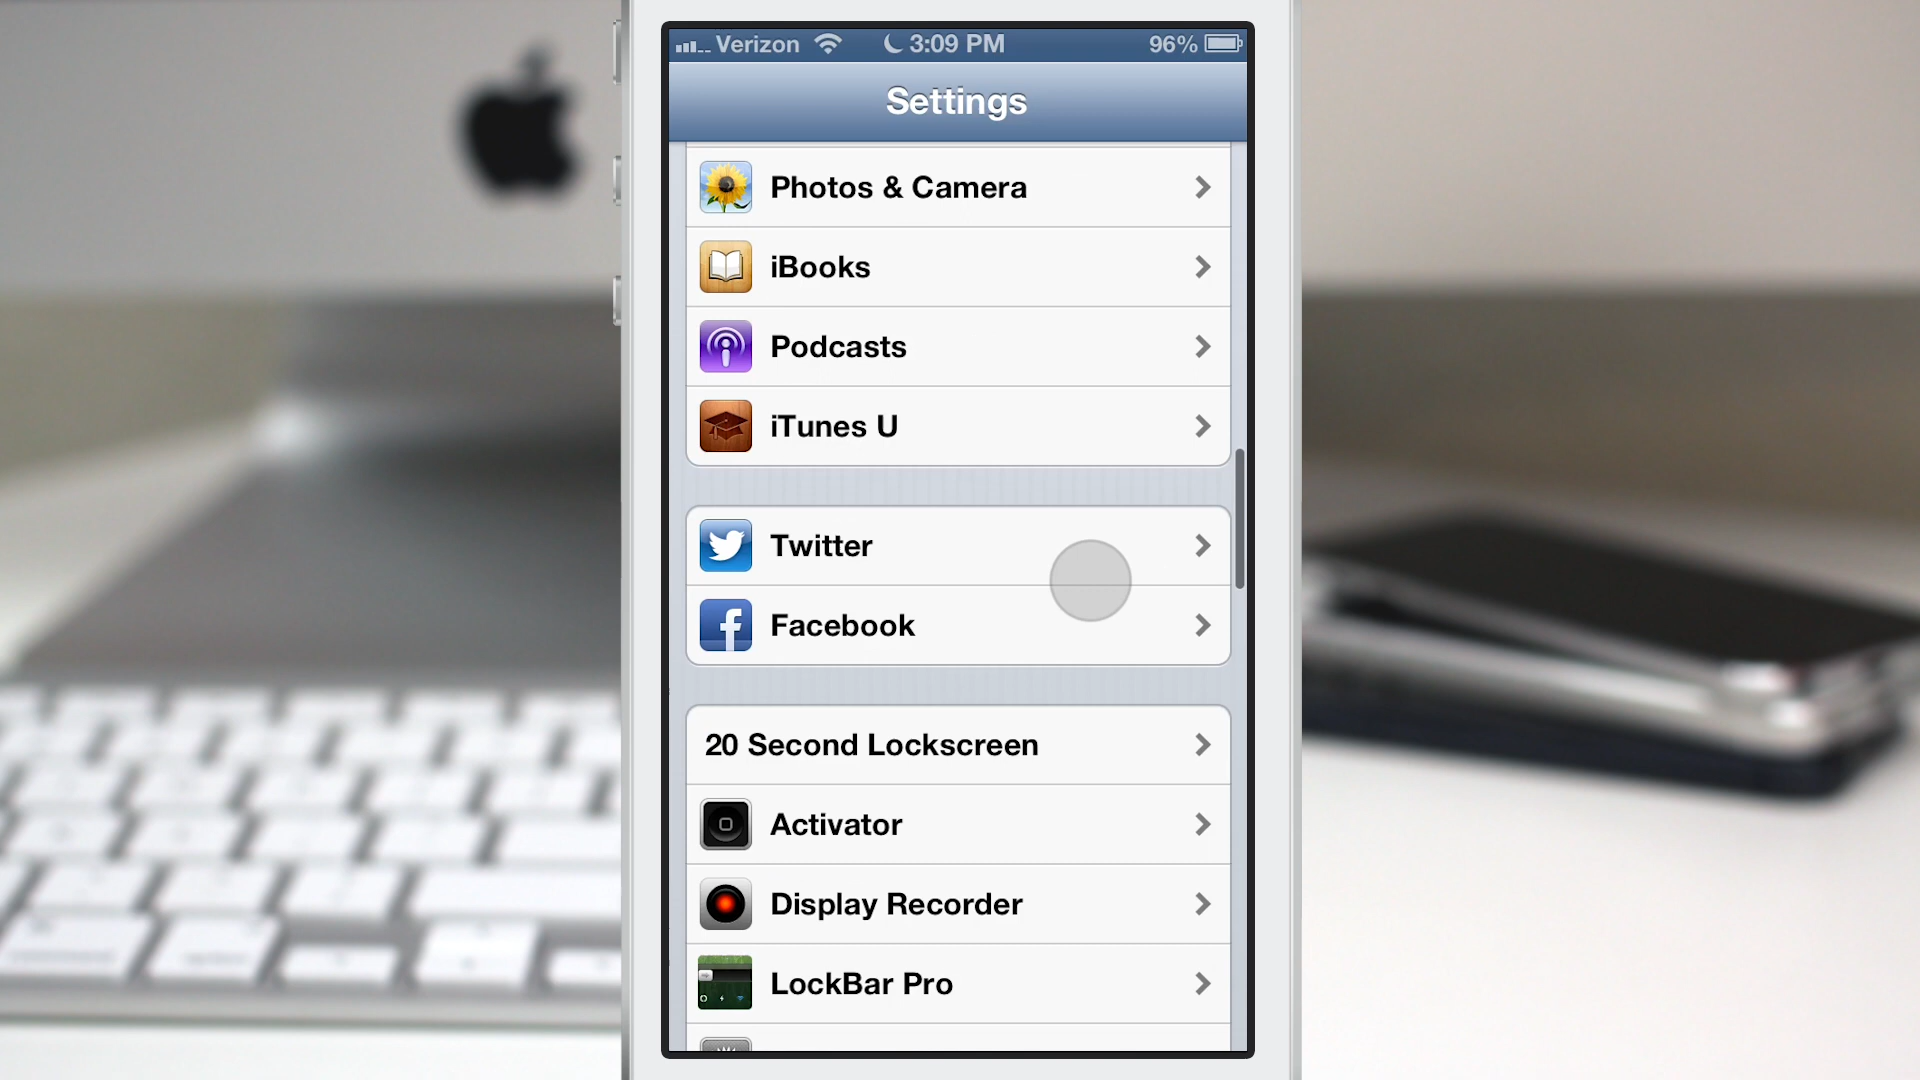 Verizon 3:09 PM 96%
Settings
Photos & Camera
iBooks
Podcasts
iTunes U
Twitter
Facebook
20 Second Lockscreen
Activator
Display Recorder
LockBar Pro